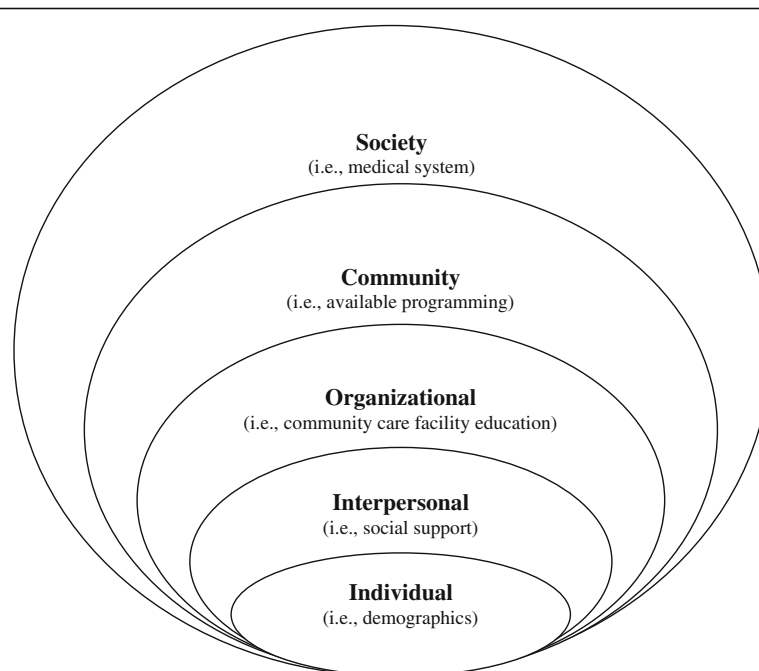 Society
(i.e., medical system)
Community
(i.e., available programming)
Organizational
(i.e., community care facility education)
Interpersonal
(i.e., social support)
Individual
(i.e., demographics)